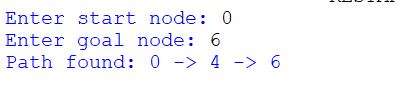 Enter start node: 0
Enter goal node: 6
Path found: 0 -> 4 -> 6